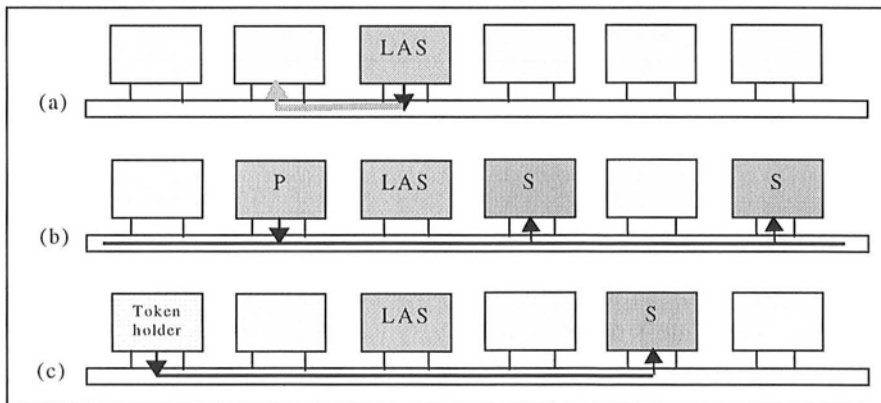 LAS
(a)
P LAS S S
(b)
Token
holder
LAS S
(c)